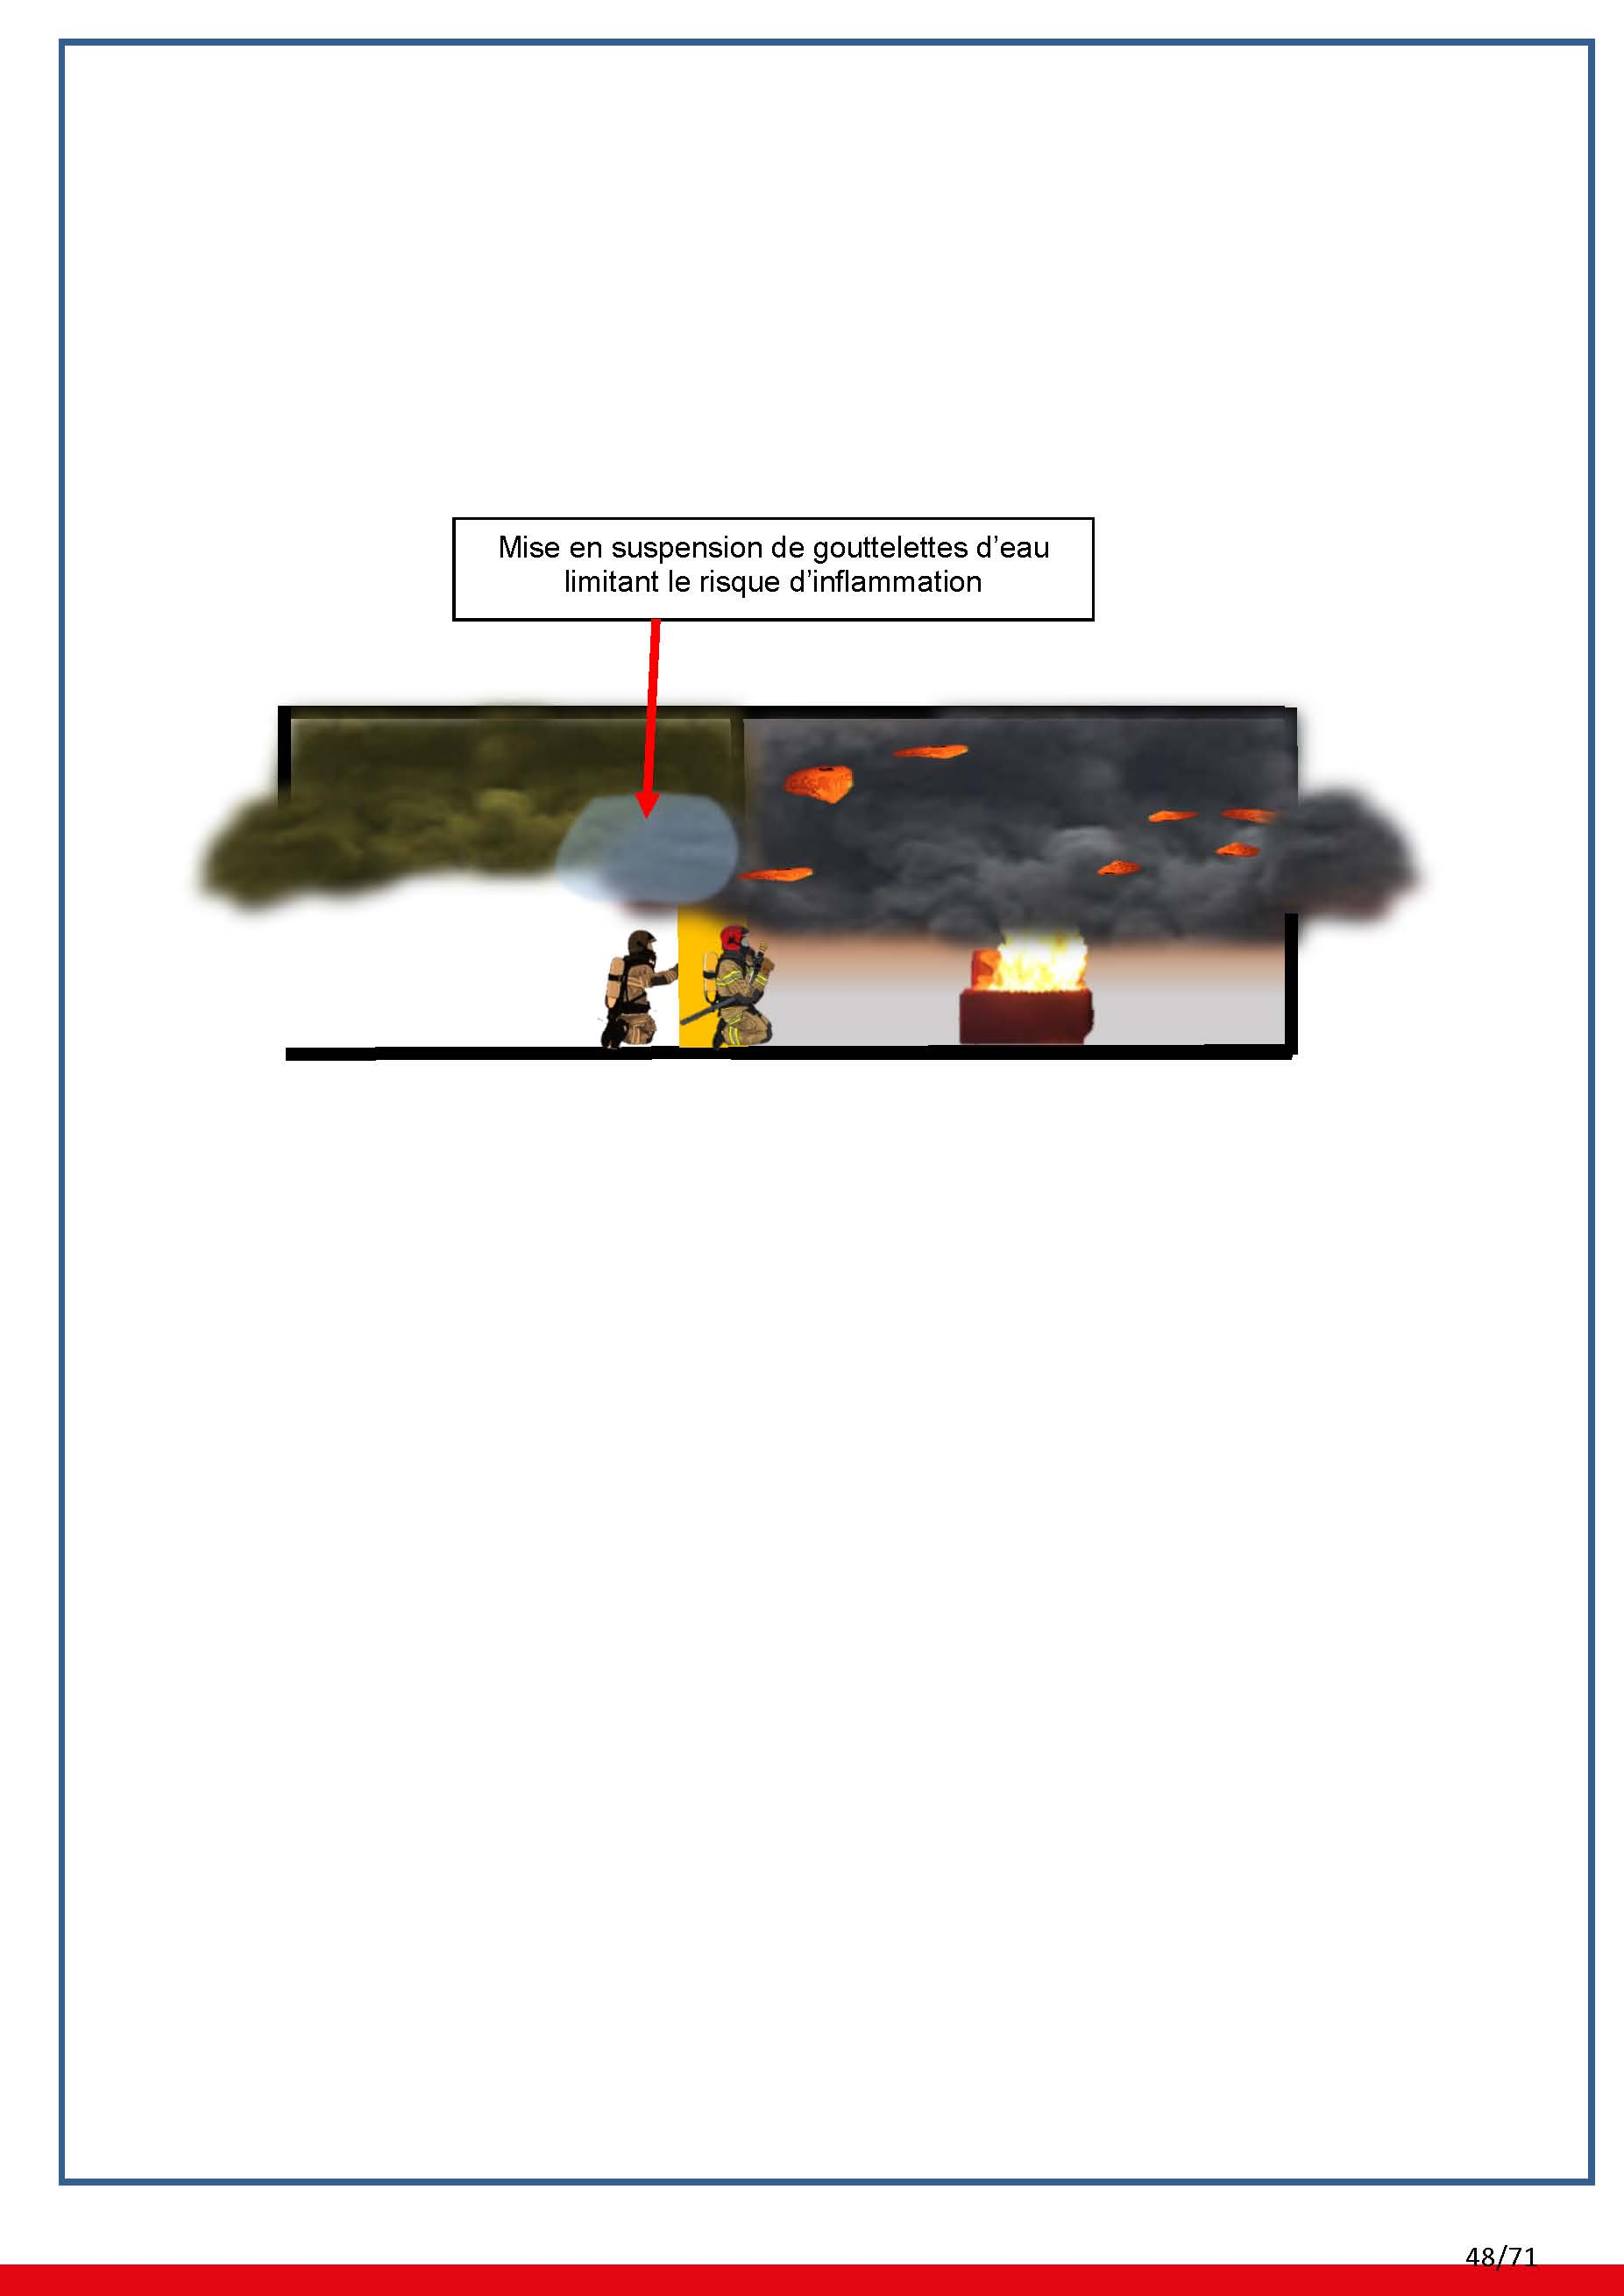 Mise en suspension de gouttelettes d’eau
limitant le risque d’inflammation
48/71